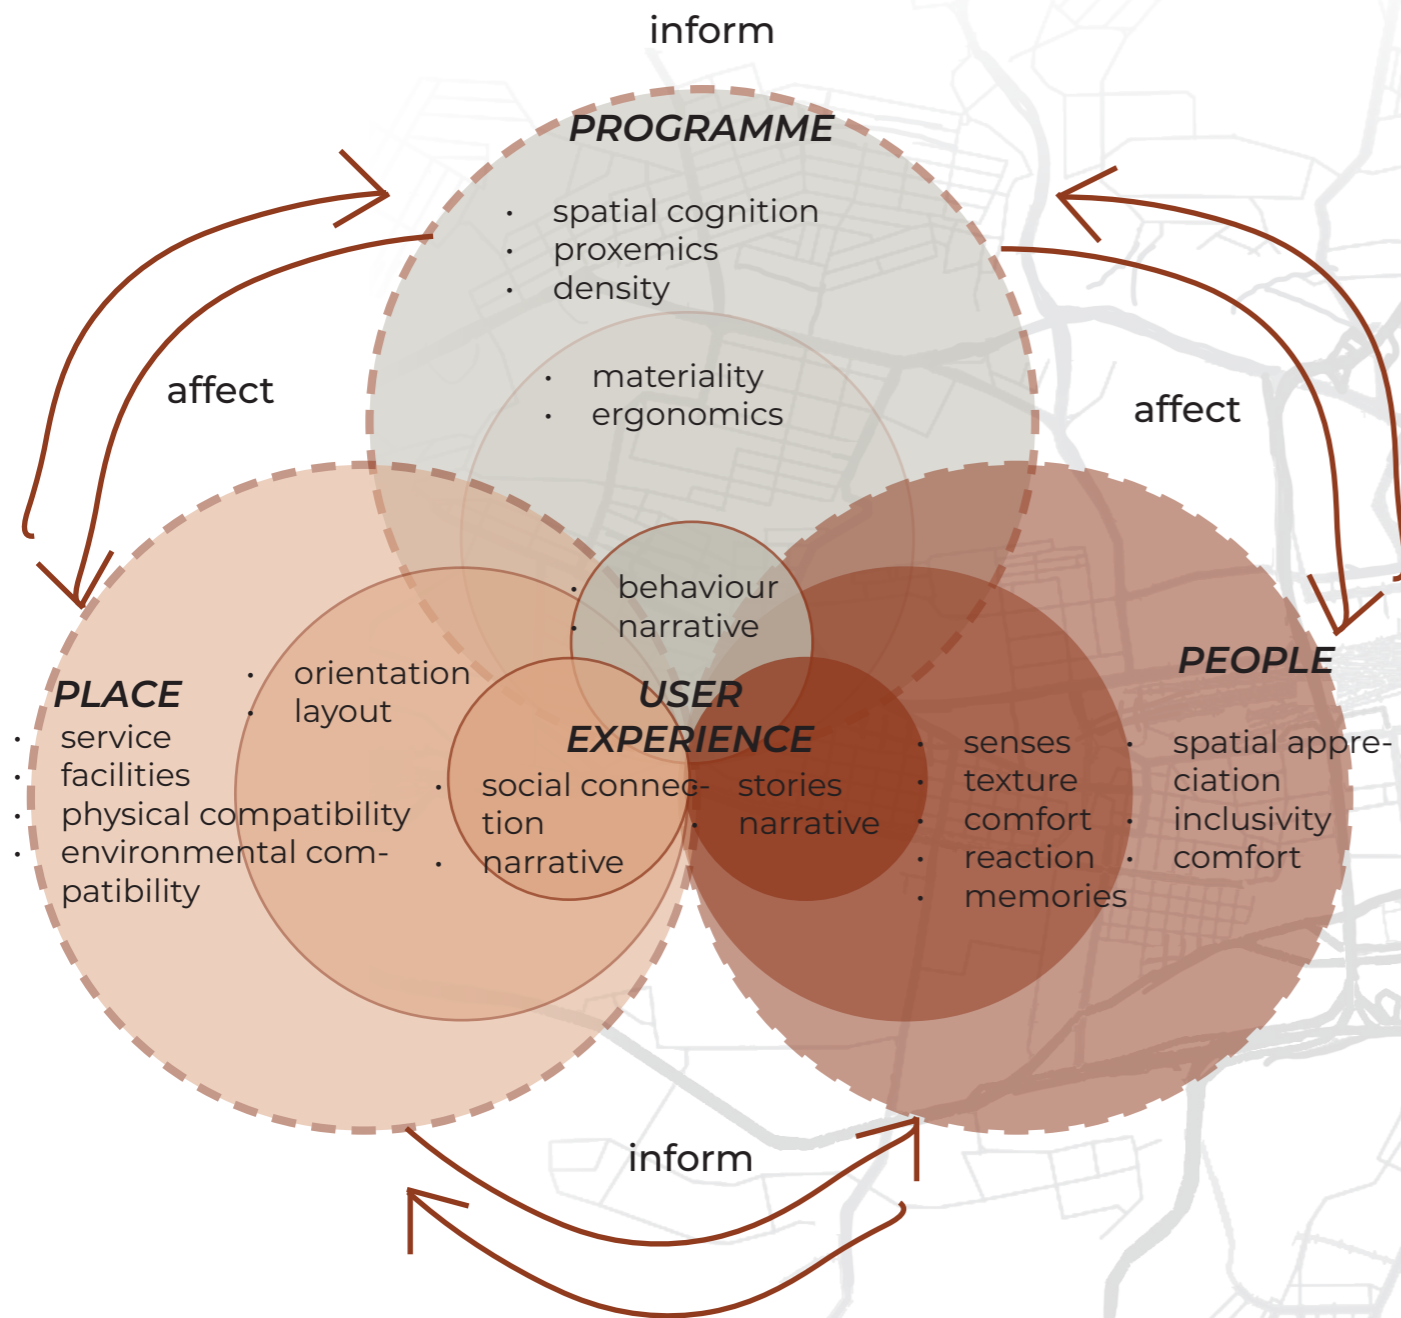 inform
PROGRAMME
· spatial cognition
· proxemics
· density
affect
· materiality
· ergonomics
affect
· behaviour
· narrative
PLACE
· service
· facilities
· physical compatibility
· environmental com-
patibility
· orientation
· layout
USER
EXPERIENCE
· social connec-
tion
· narrative
· stories
· narrative
PEOPLE
· senses
· texture
· comfort
· reaction
· memories
· spatial appre-
ciation
· inclusivity
· comfort
inform